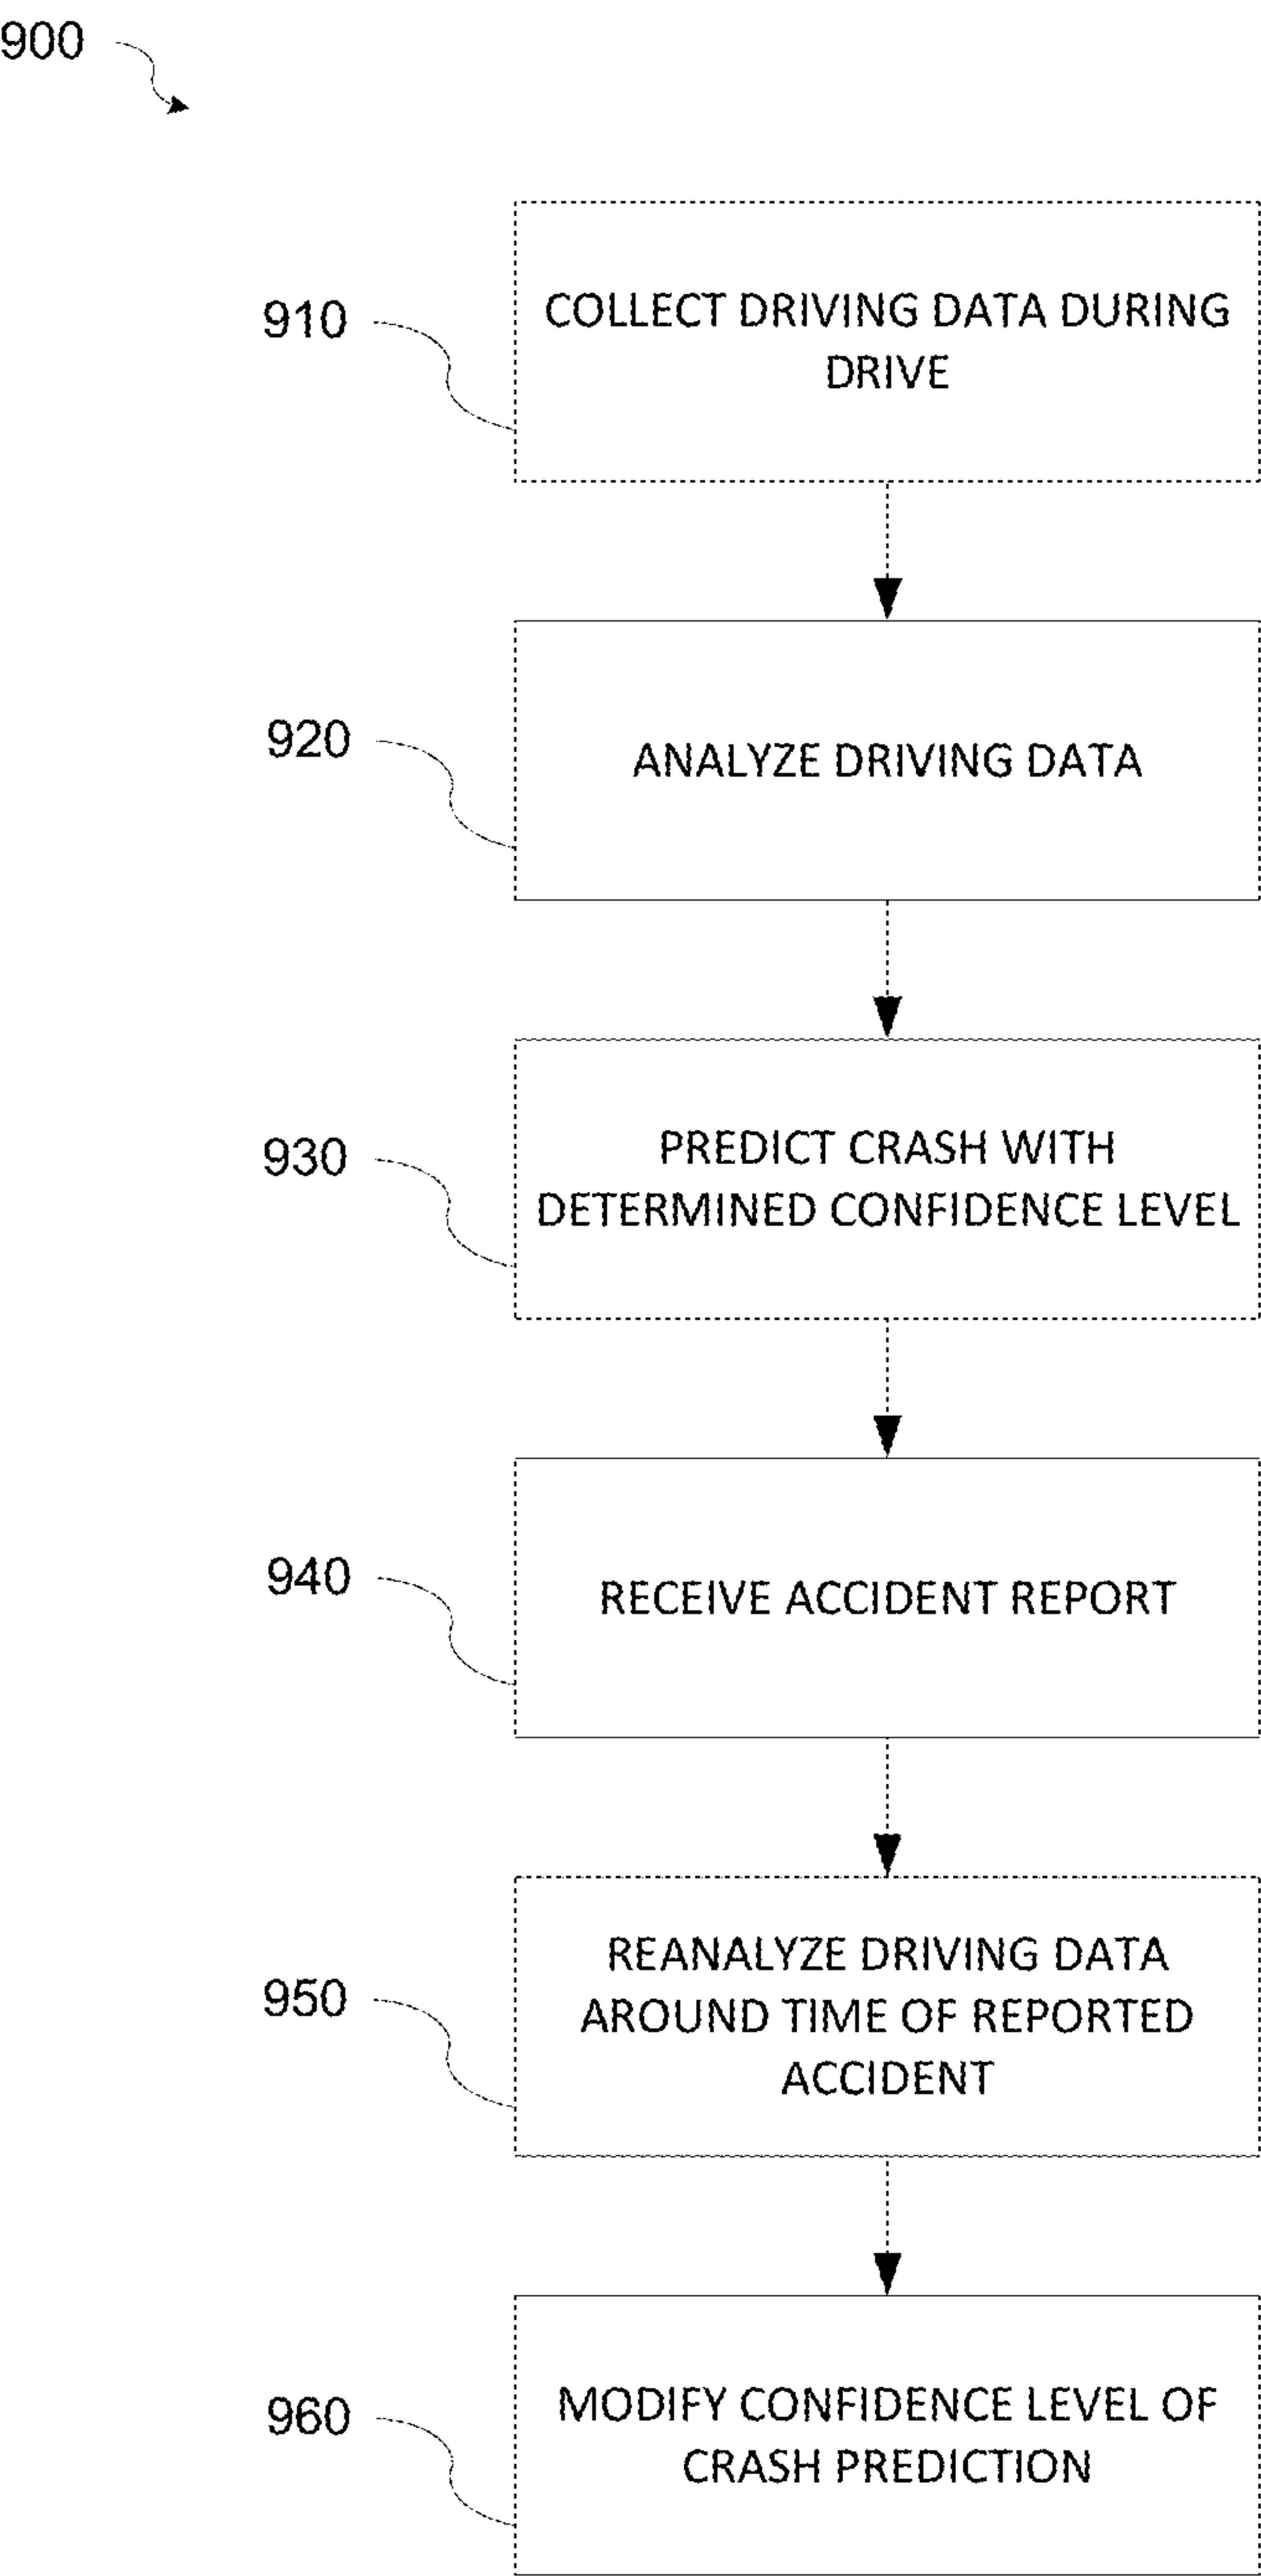 900
910
COLLECT DRIVING DATA DURING
DRIVE
920
ANALYZE DRIVING DATA
930
PREDICT CRASH WITH
DETERMINED CONFIDENCE LEVEL
940
RECEIVE ACCIDENT REPORT
950
REANALYZE DRIVING DATA
AROUND TIME OF REPORTED
ACCIDENT
960
MODIFY CONFIDENCE LEVEL OF
CRASH PREDICTION